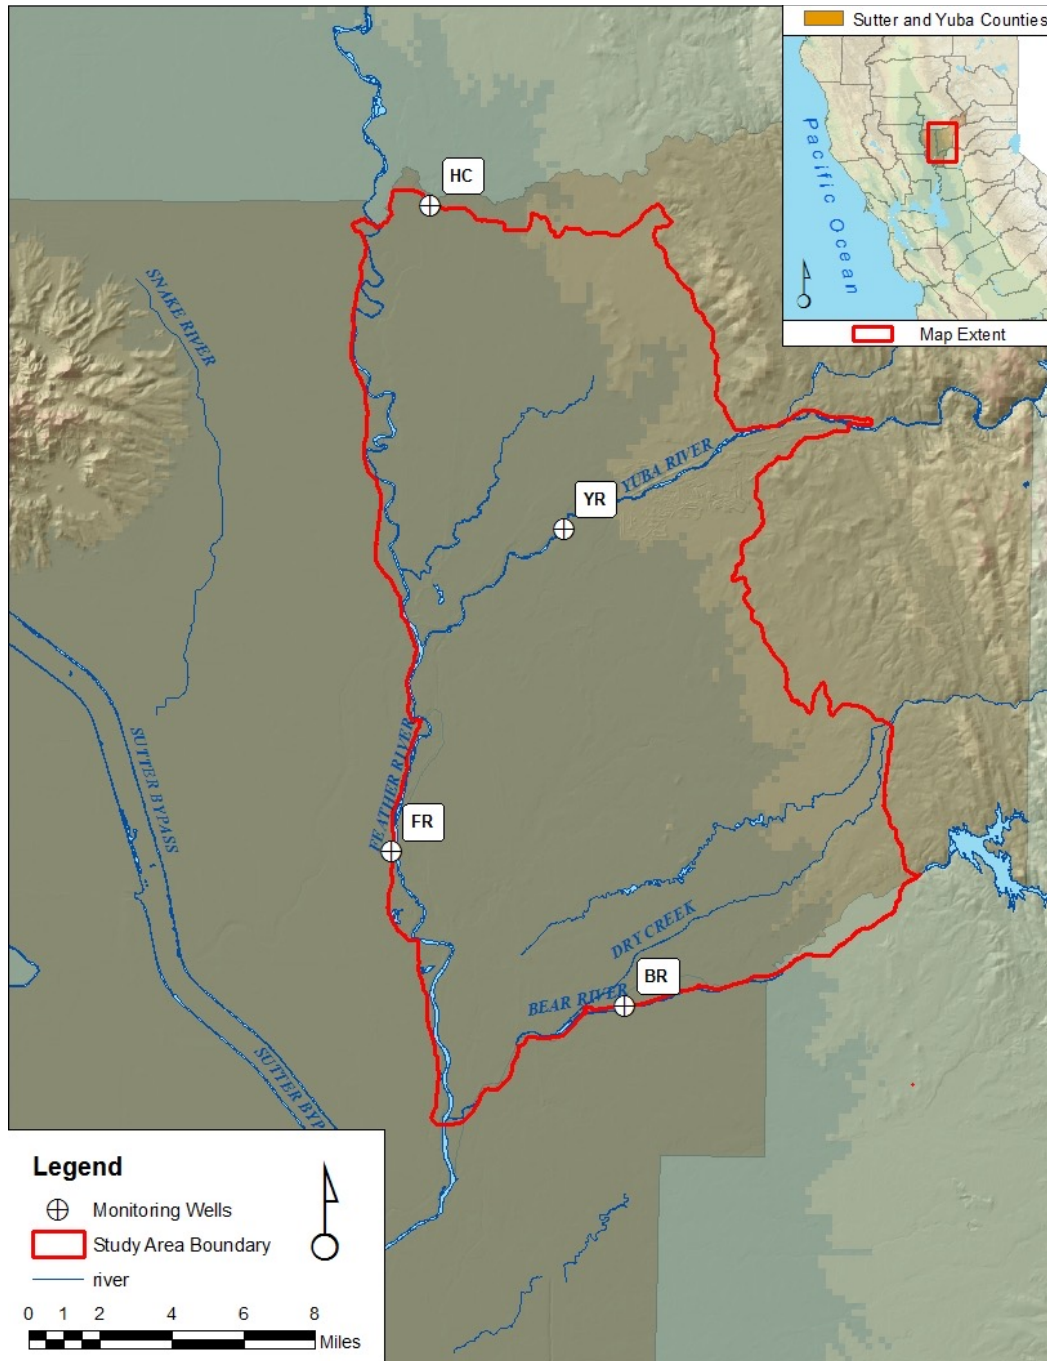 Sutter and Yuba Counties
Pacific Ocean
Map Extent
HC
SNAKE RIVER
YUBA RIVER
YR
SUTTER BYPASS
FEATHER RIVER
FR
DRY CREEK
BR
BEAR RIVER
SUTTER BYP
Legend
Monitoring Wells
Study Area Boundary
river
0 1 2 4 6 8
Miles